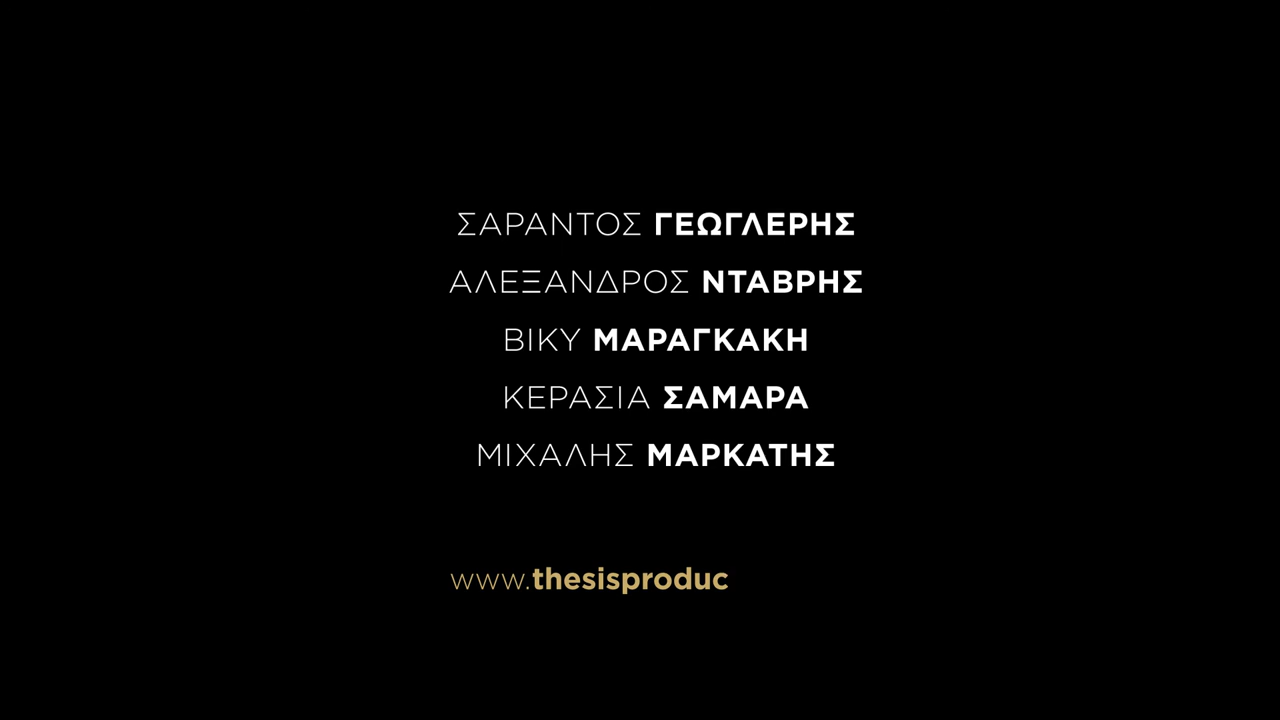 ΣΑΡΑΝΤΟΣ ΓΕΩΓΛΕΡΗΣ
ΑΛΕΞΑΝΔΡΟΣ ΝΤΑΒΡΗΣ
ΒΙΚΥ ΜΑΡΑΓΚΑΚΗ
ΚΕΡΑΣΙΑ ΣΑΜΑΡΑ
ΜΙΧΑΛΗΣ ΜΑΡΚΑΤΗΣ
www.thesisproduc